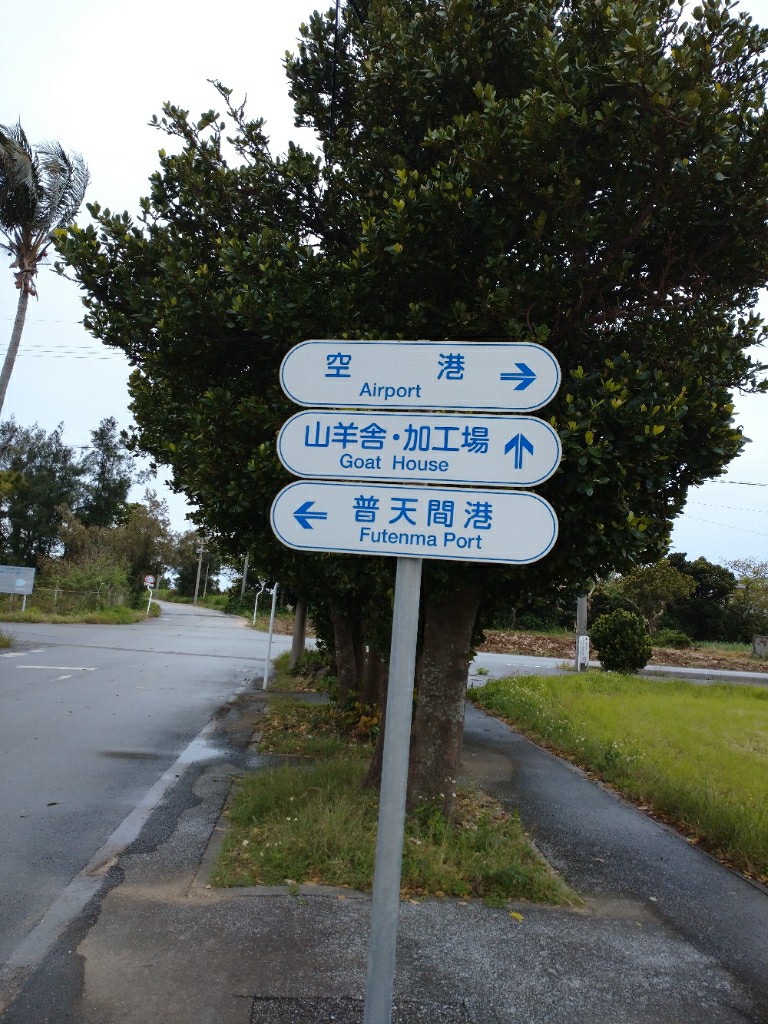 空港 →
Airport
山羊舎・加工場 ↑
Goat House
← 普天間港
Futenma Port